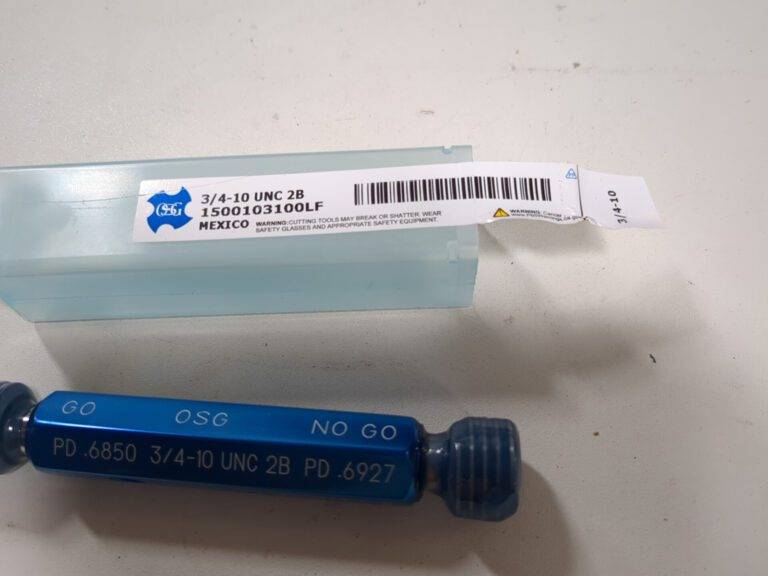 OSG
3/4-10 UNC 2B
1500103100LF
MEXICO
WARNING:CUTTING TOOLS MAY BREAK OR SHATTER. WEAR
SAFETY GLASSES AND APPROPRIATE SAFETY EQUIPMENT.
WARNING: Cancer
3/4-10
GO OSG NO GO
PD .6850 3/4-10 UNC 2B PD .6927